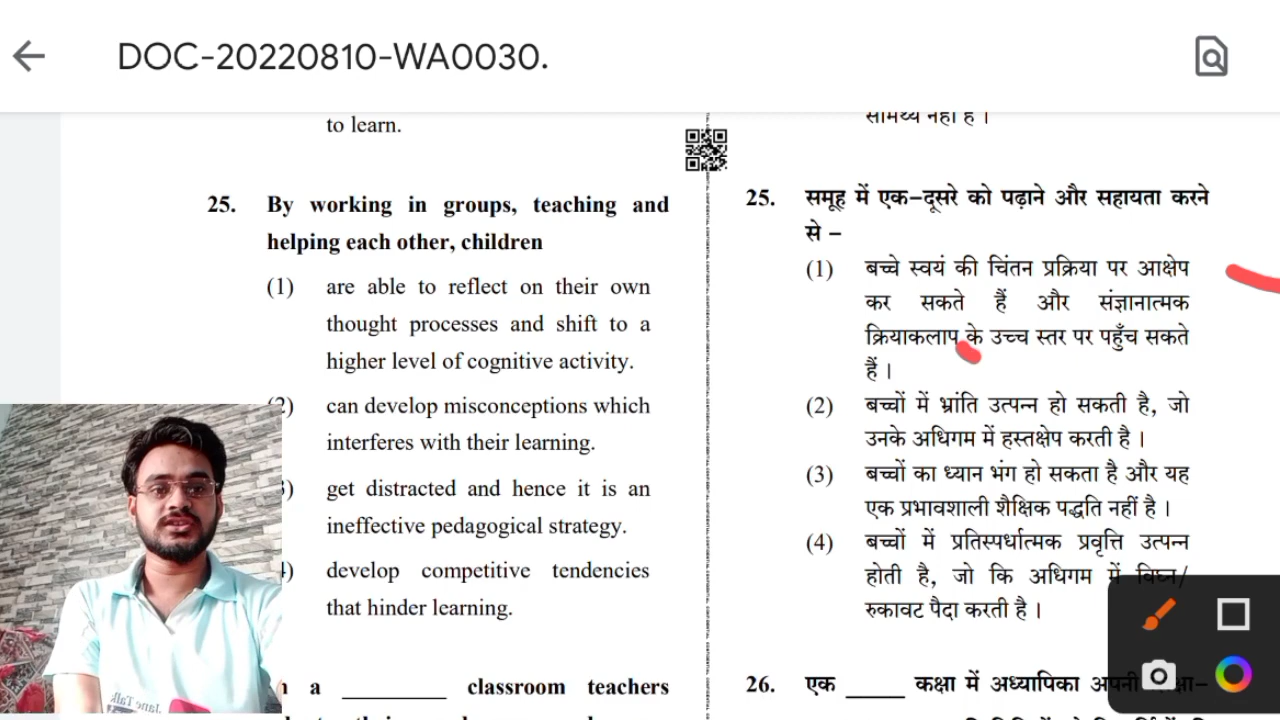 DOC-20220810-WA0030.
to learn.
25. By working in groups, teaching and
helping each other, children
(1) are able to reflect on their own
thought processes and shift to a
higher level of cognitive activity.
2) can develop misconceptions which
interferes with their learning.
) get distracted and hence it is an
ineffective pedagogical strategy.
) develop competitive tendencies
that hinder learning.
a __________ classroom teachers
सामर्थ्य नहीं है ।
25. समूह में एक-दूसरे को पढ़ाने और सहायता करने
से –
(1) बच्चे स्वयं की चिंतन प्रक्रिया पर आक्षेप
कर सकते हैं और संज्ञानात्मक
क्रियाकलाप के उच्च स्तर पर पहुँच सकते
हैं ।
(2) बच्चों में भ्रांति उत्पन्न हो सकती है, जो
उनके अधिगम में हस्तक्षेप करती है ।
(3) बच्चों का ध्यान भंग हो सकता है और यह
एक प्रभावशाली शैक्षिक पद्धति नहीं है ।
(4) बच्चों में प्रतिस्पर्धात्मक प्रवृत्ति उत्पन्न
होती है, जो कि अधिगम में विघ्न/
रुकावट पैदा करती है ।
26. एक _____ कक्षा में अध्यापिका अपनी